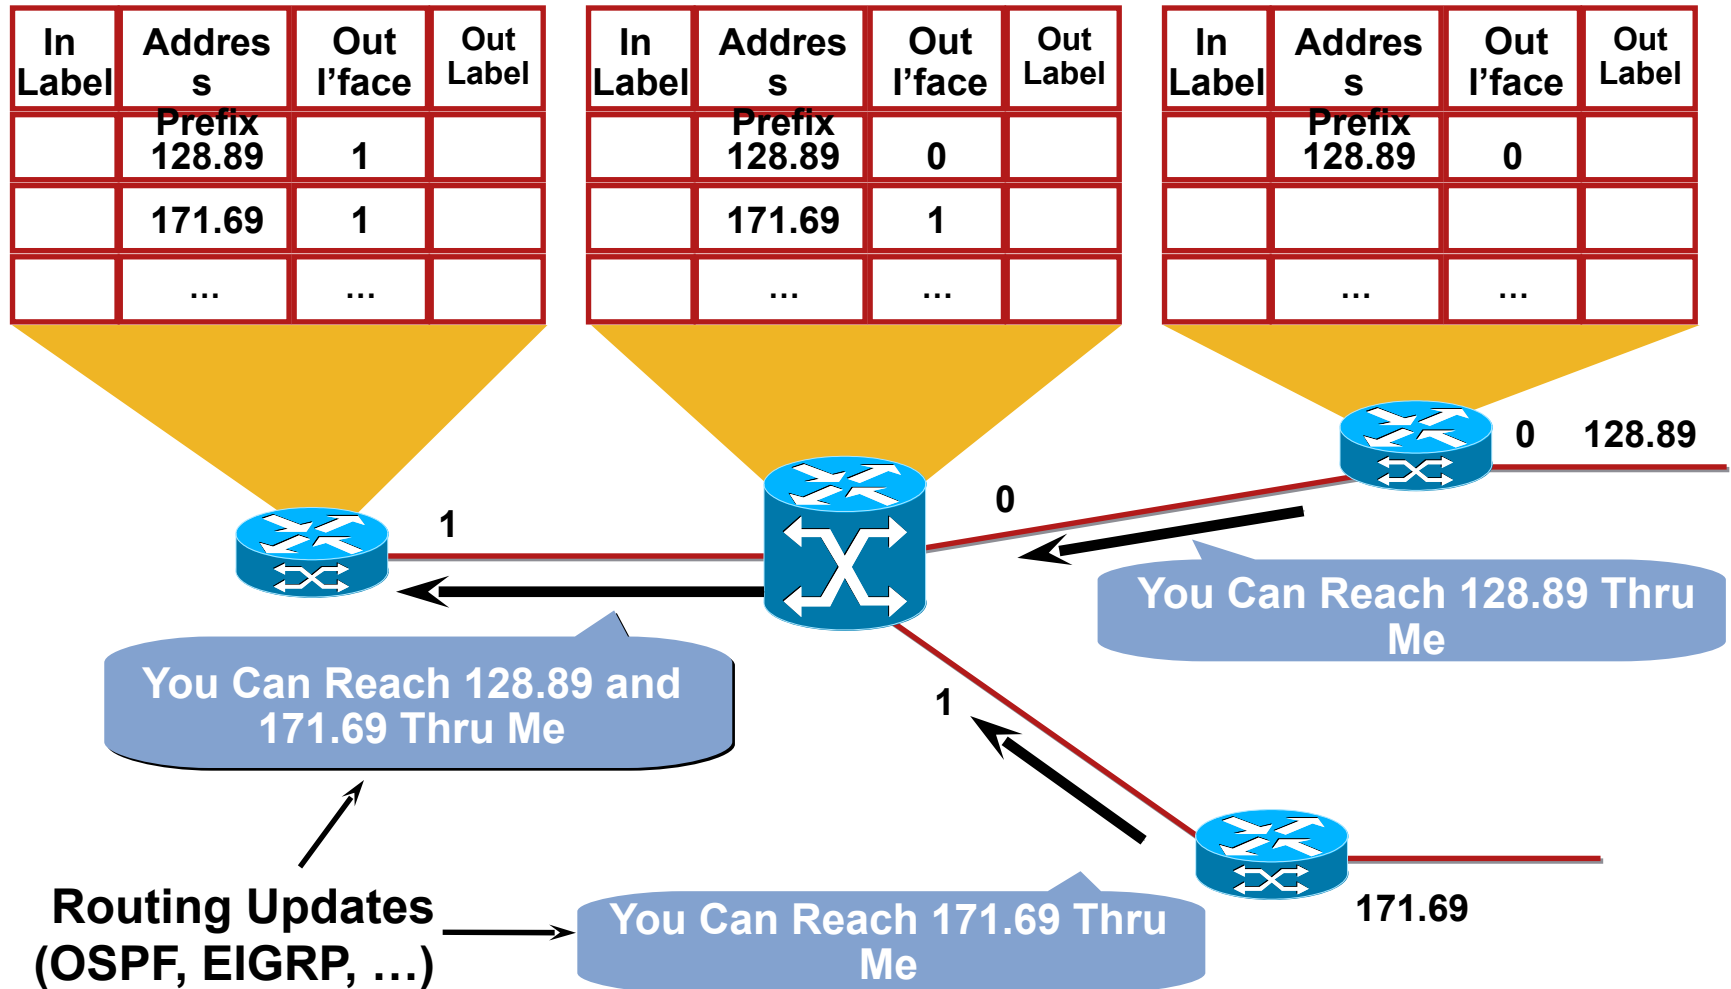 In Label Address Prefix Out I’face Out Label
128.89 1
171.69 1
... ...
In Label Address Prefix Out I’face Out Label
128.89 0
171.69 1
... ...
In Label Address Prefix Out I’face Out Label
128.89 0
... ...
0 128.89
0
1
You Can Reach 128.89 Thru
Me
You Can Reach 128.89 and
171.69 Thru Me
1
Routing Updates
(OSPF, EIGRP, …)
You Can Reach 171.69 Thru
Me
171.69